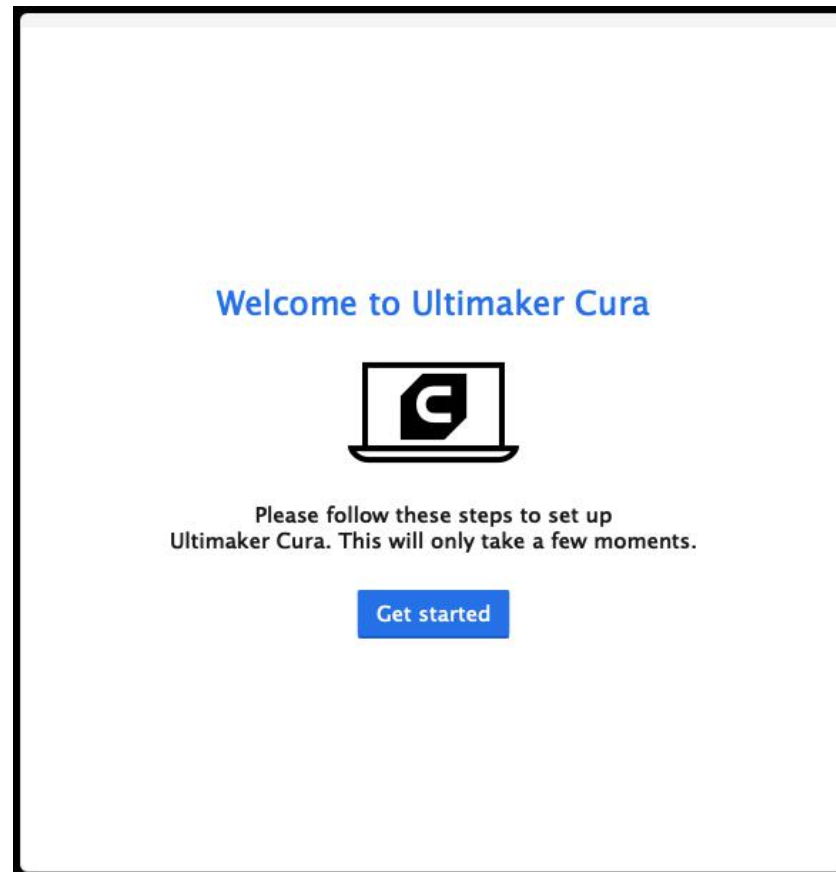 Welcome to Ultimaker Cura
Please follow these steps to set up
Ultimaker Cura. This will only take a few moments.
Get started